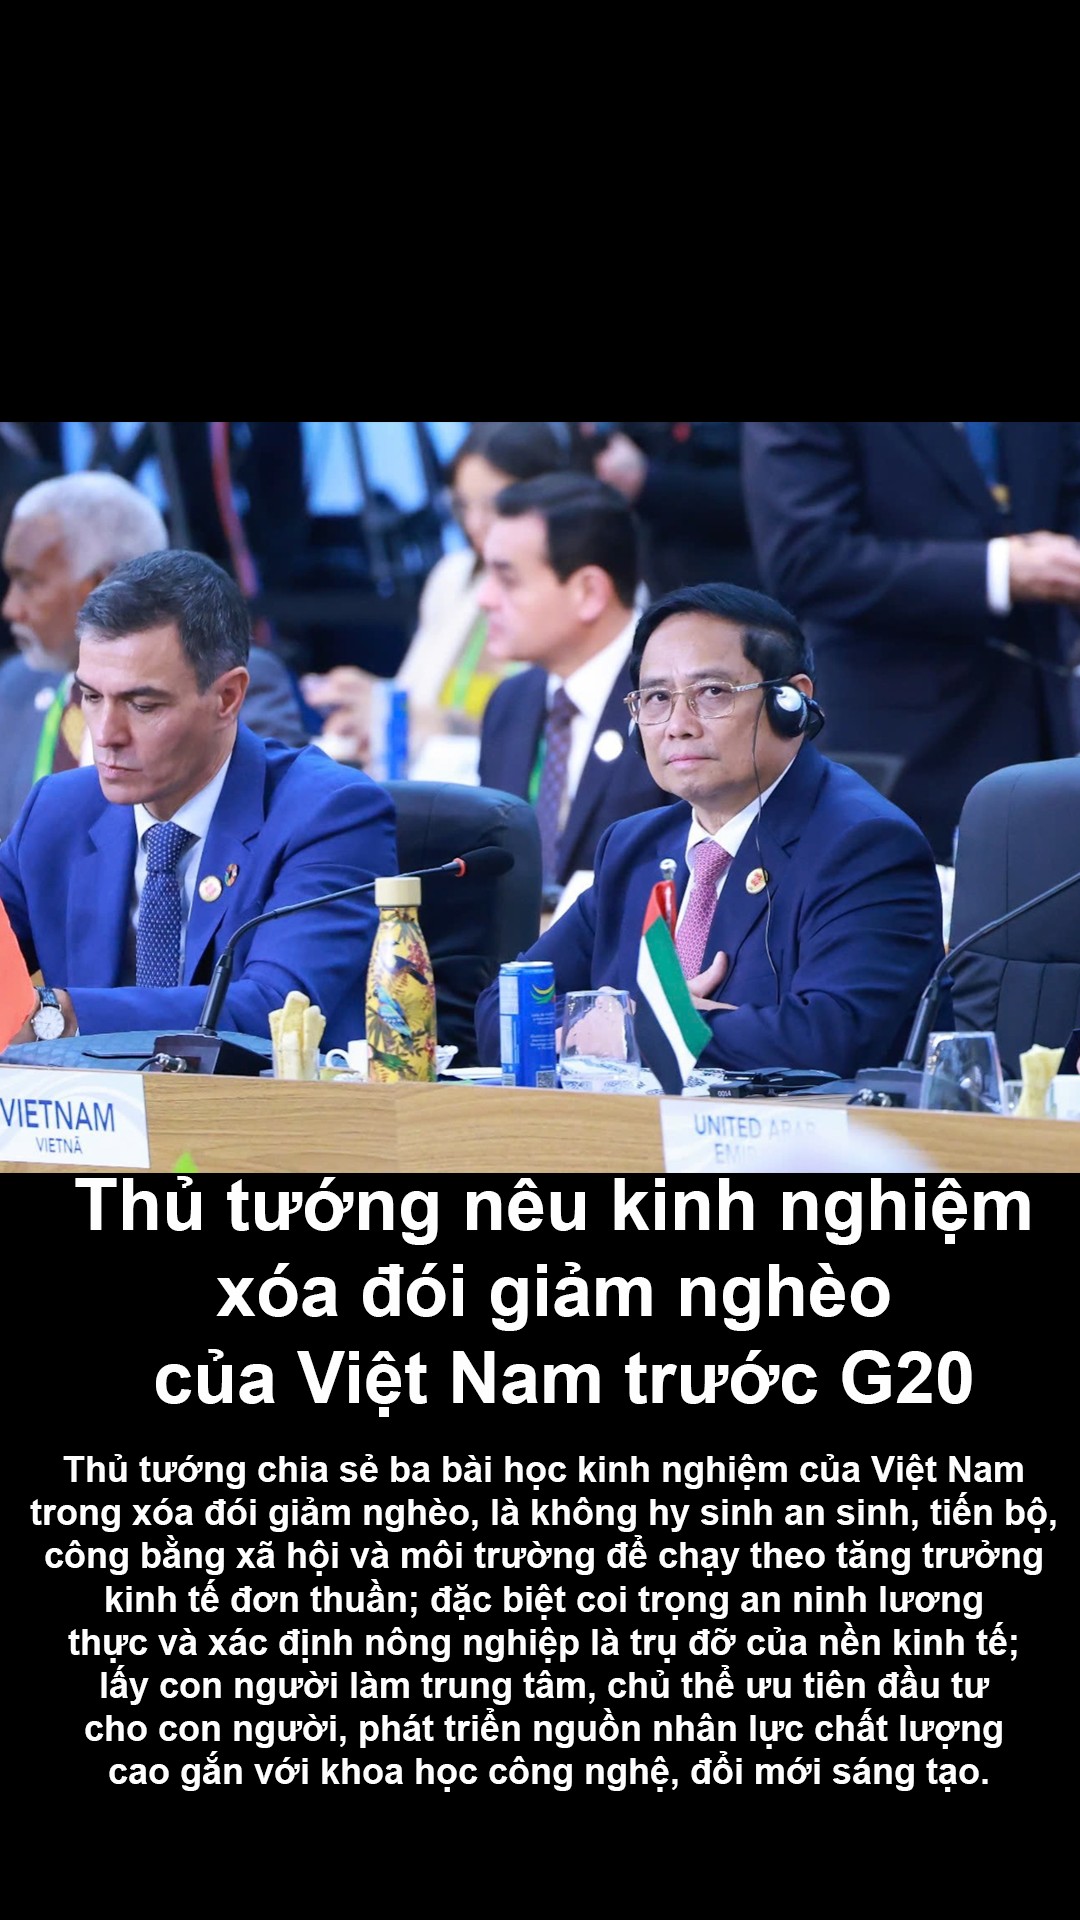 VIETNAM
VIETNÃ
UNITED ARAB
Thủ tướng nêu kinh nghiệm
xóa đói giảm nghèo
của Việt Nam trước G20
Thủ tướng chia sẻ ba bài học kinh nghiệm của Việt Nam
trong xóa đói giảm nghèo, là không hy sinh an sinh, tiến bộ,
công bằng xã hội và môi trường để chạy theo tăng trưởng
kinh tế đơn thuần; đặc biệt coi trọng an ninh lương
thực và xác định nông nghiệp là trụ đỡ của nền kinh tế;
lấy con người làm trung tâm, chủ thể ưu tiên đầu tư
cho con người, phát triển nguồn nhân lực chất lượng
cao gắn với khoa học công nghệ, đổi mới sáng tạo.